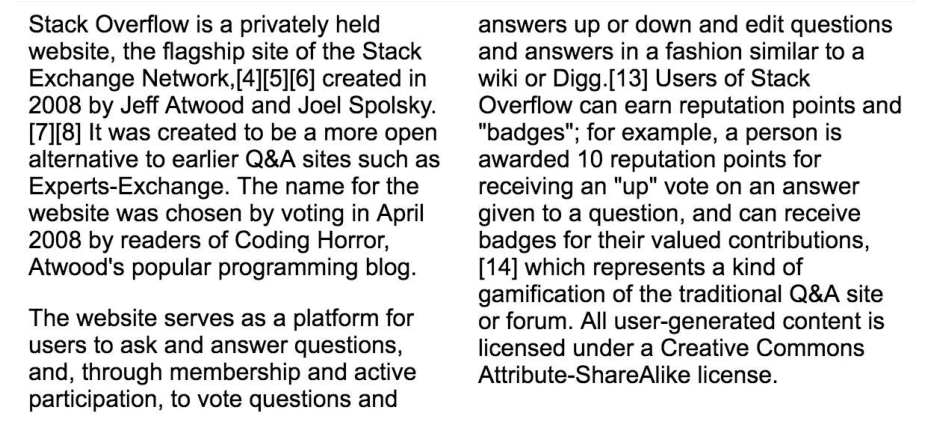 Stack Overflow is a privately held
website, the flagship site of the Stack
Exchange Network,[4][5][6] created in
2008 by Jeff Atwood and Joel Spolsky.
[7][8] It was created to be a more open
alternative to earlier Q&A sites such as
Experts-Exchange. The name for the
website was chosen by voting in April
2008 by readers of Coding Horror,
Atwood's popular programming blog.

The website serves as a platform for
users to ask and answer questions,
and, through membership and active
participation, to vote questions and
answers up or down and edit questions
and answers in a fashion similar to a
wiki or Digg.[13] Users of Stack
Overflow can earn reputation points and
"badges"; for example, a person is
awarded 10 reputation points for
receiving an "up" vote on an answer
given to a question, and can receive
badges for their valued contributions,
[14] which represents a kind of
gamification of the traditional Q&A site
or forum. All user-generated content is
licensed under a Creative Commons
Attribute-ShareAlike license.